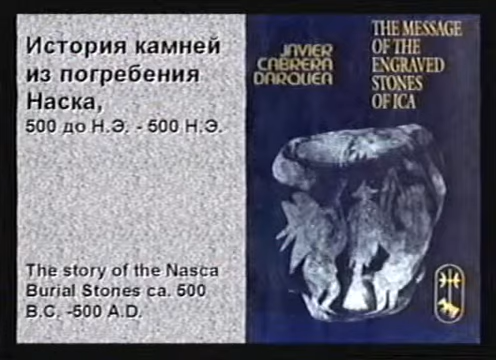 История камней
из погребения
Наска,
500 до Н.Э. - 500 Н.Э.
The story of the Nasca
Burial Stones ca. 500
B.C. -500 A.D.
JAVIER
CABRERA
DARQUEA
THE MESSAGE
OF THE
ENGRAVED
STONES
OF ICA